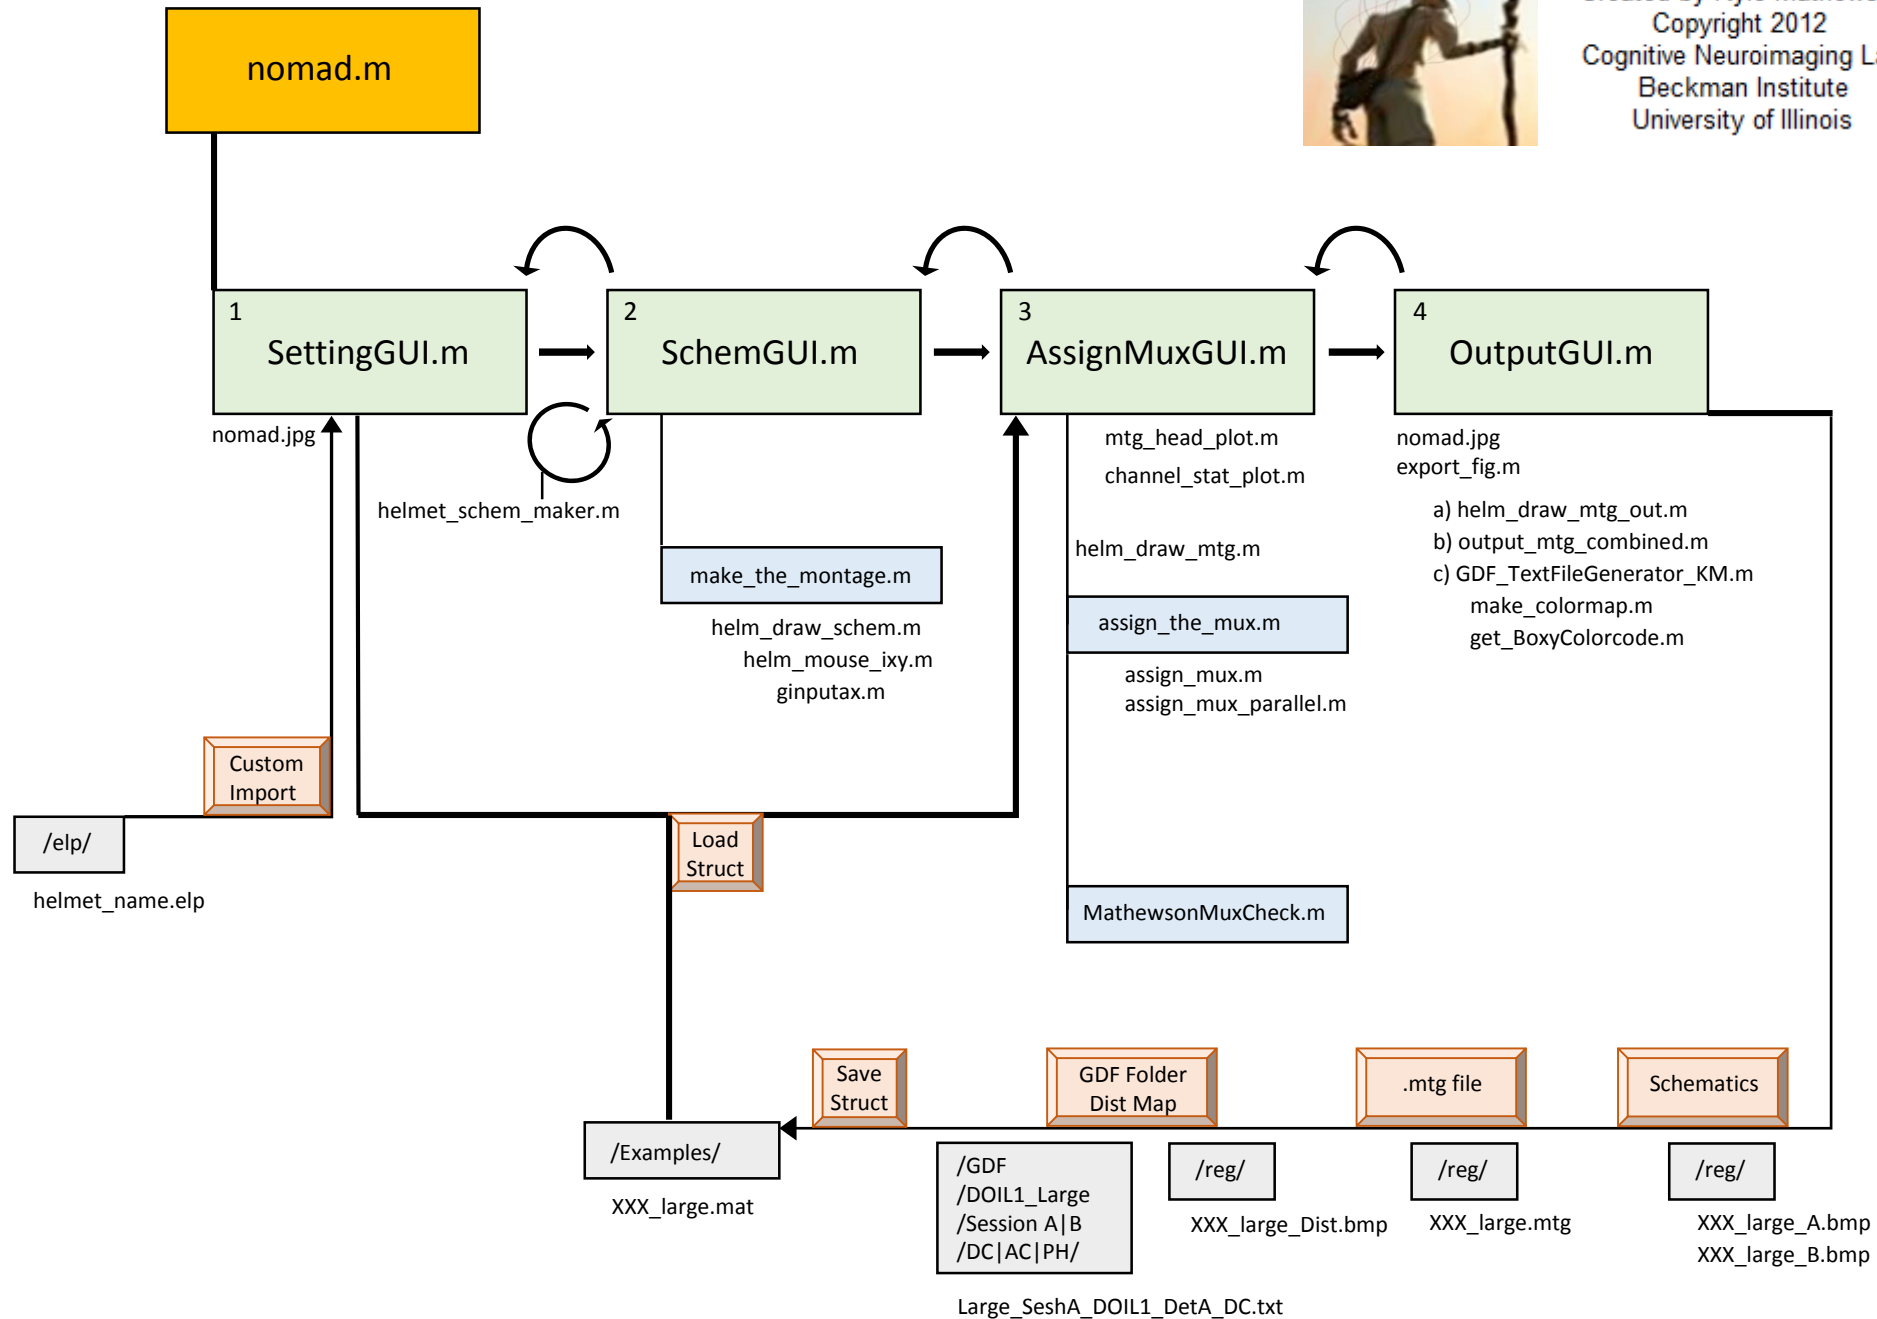 Copyright 2012
Cognitive Neuroimaging
Beckman Institute
University of Illinois
nomad.m
1
SettingGUI.m
2
SchemGUI.m
3
AssignMuxGUI.m
4
OutputGUI.m
nomad.jpg
helmet_schem_maker.m
make_the_montage.m
helm_draw_schem.m
helm_mouse_ixy.m
ginputax.m
mtg_head_plot.m
channel_stat_plot.m
helm_draw_mtg.m
assign_the_mux.m
assign_mux.m
assign_mux_parallel.m
MathewsonMuxCheck.m
nomad.jpg
export_fig.m
a) helm_draw_mtg_out.m
b) output_mtg_combined.m
c) GDF_TextFileGenerator_KM.m
make_colormap.m
get_BoxyColorcode.m
Custom
Import
/elp/
helmet_name.elp
Load
Struct
Save
Struct
GDF Folder
Dist Map
.mtg file
Schematics
/Examples/
XXX_large.mat
/GDF
/DOIL1_Large
/Session A|B
/DC|AC|PH/
Large_SeshA_DOIL1_DetA_DC.txt
/reg/
XXX_large_Dist.bmp
/reg/
XXX_large.mtg
/reg/
XXX_large_A.bmp
XXX_large_B.bmp